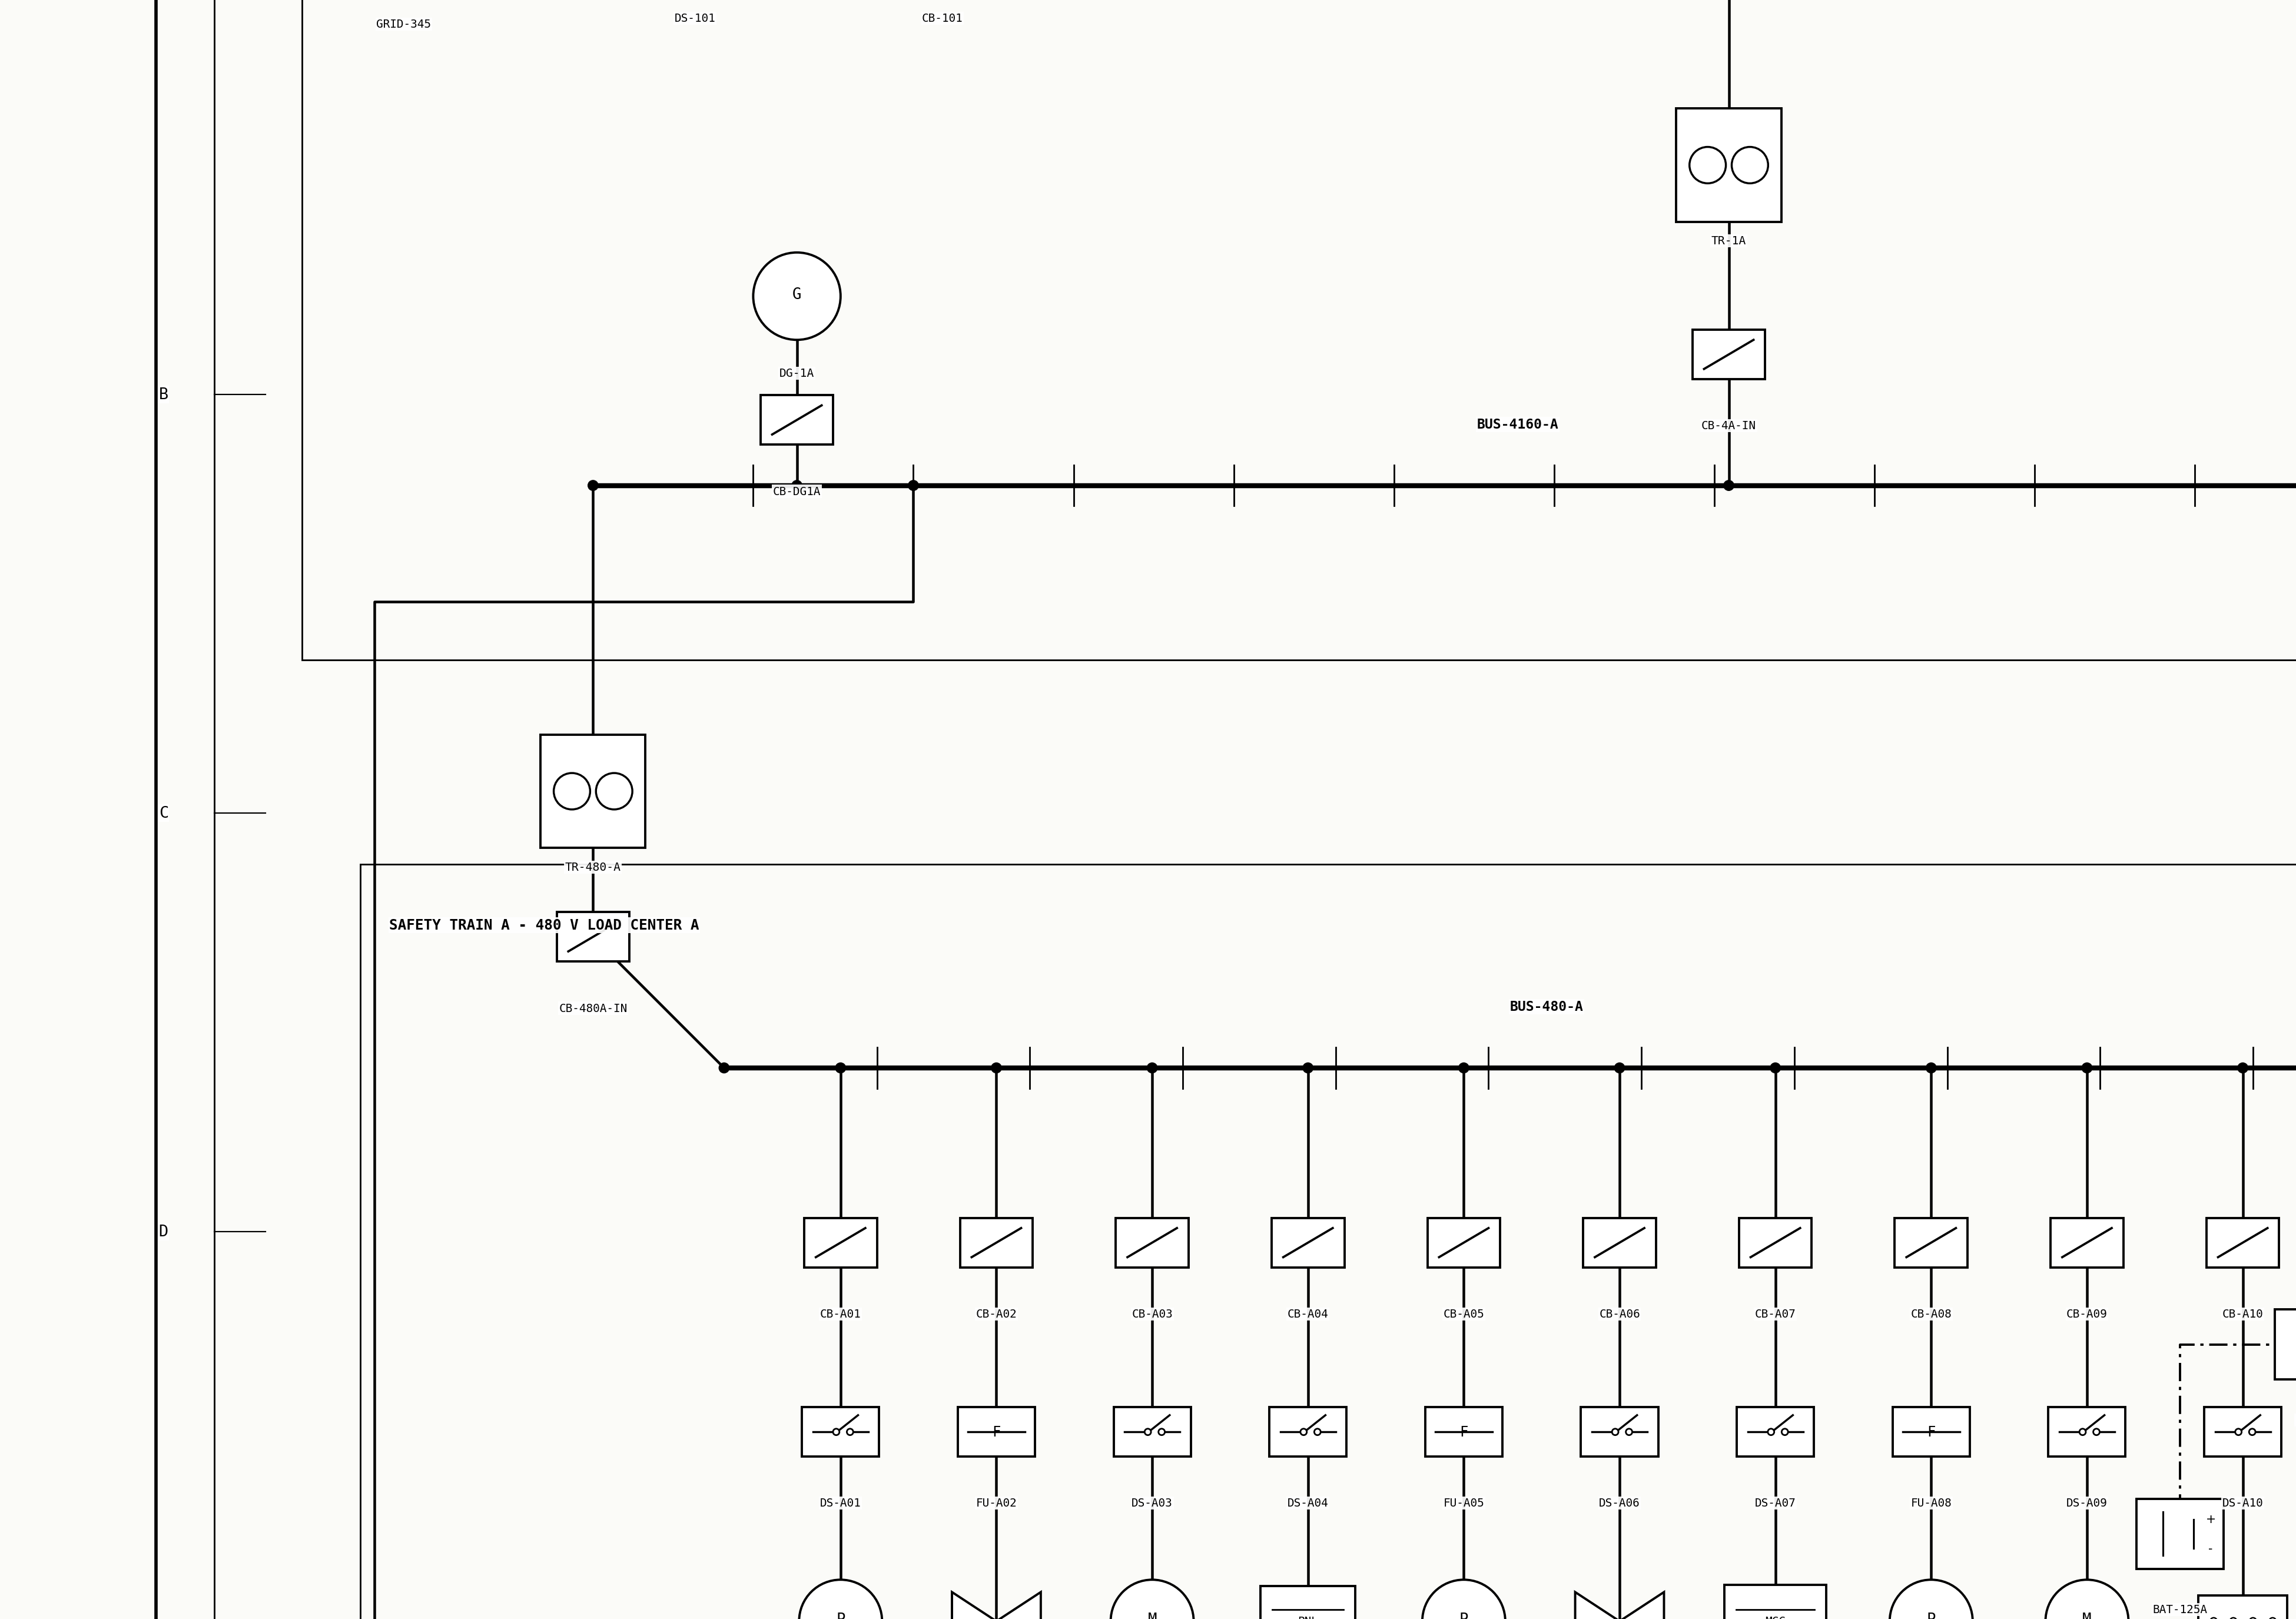 GRID-345 DS-101 CB-101
G
TR-1A
DG-1A
B
BUS-4160-A CB-4A-IN
CB-DG1A
C
TR-480-A
SAFETY TRAIN A - 480 V LOAD CENTER A
CB-480A-IN BUS-480-A
D
CB-A01 CB-A02 CB-A03 CB-A04 CB-A05 CB-A06 CB-A07 CB-A08 CB-A09 CB-A10
F F F
DS-A01 FU-A02 DS-A03 DS-A04 FU-A05 DS-A06 DS-A07 FU-A08 DS-A09 DS-A10
+
-
BAT-125A
M M